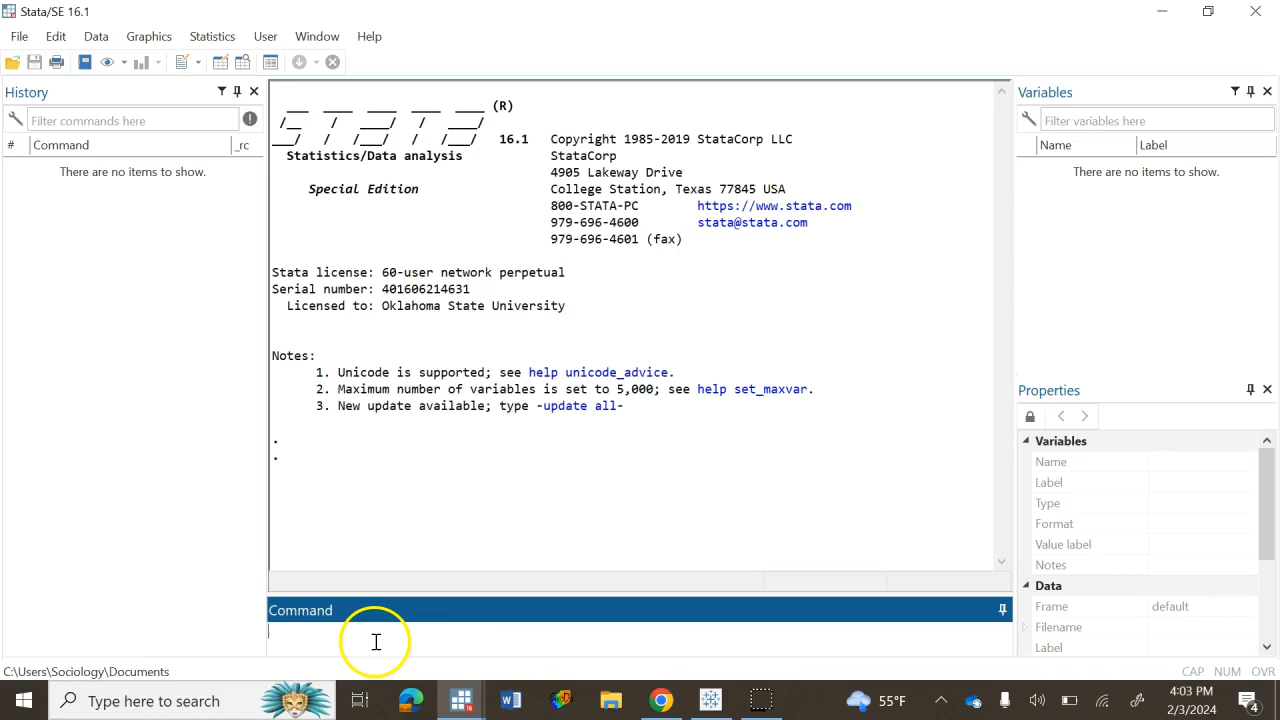 Stata/SE 16.1
File Edit Data Graphics Statistics User Window Help
History
Filter commands here
# Command _rc
There are no items to show.
(R)
16.1 Copyright 1985-2019 StataCorp LLC
Statistics/Data analysis StataCorp
4905 Lakeway Drive
Special Edition College Station, Texas 77845 USA
800-STATA-PC https://www.stata.com
979-696-4600 stata@stata.com
979-696-4601 (fax)
Stata license: 60-user network perpetual
Serial number: 401606214631
Licensed to: Oklahoma State University
Notes:
1. Unicode is supported; see help unicode_advice.
2. Maximum number of variables is set to 5,000; see help set_maxvar.
3. New update available; type -update all-
.
.
Command
Variables
Filter variables here
Name Label
There are no items to show.
Properties
Variables
Name
Label
Type
Format
Value label
Notes
Data
Frame default
Filename
Label
C:\Users\Sociology\Documents
CAP NUM OVR
Type here to search
16
55°F
4:03 PM
2/3/2024
4